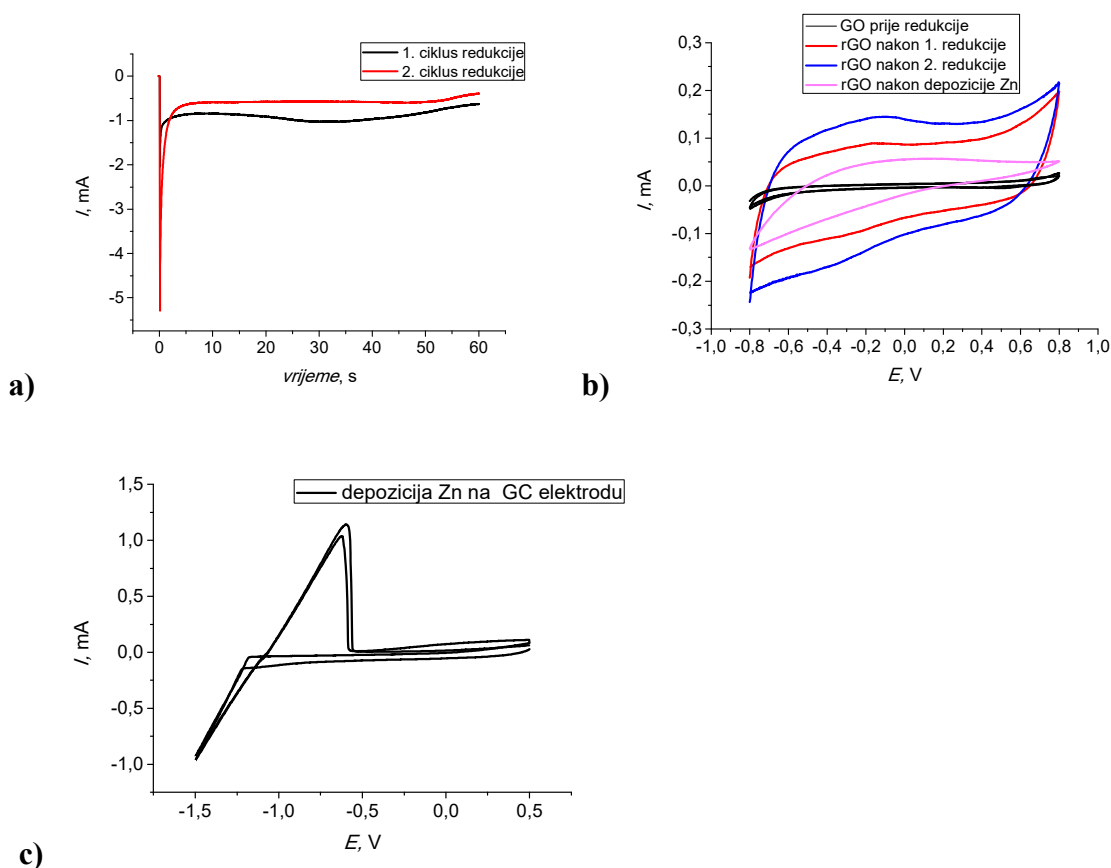 1. ciklus redukcije
2. ciklus redukcije
0
-1
-2
-3
-4
-5
I, mA
0 10 20 30 40 50 60
vrijeme, s
a)
GO prije redukcije
rGO nakon 1. redukcije
rGO nakon 2. redukcije
rGO nakon depozicije Zn
0,3
0,2
0,1
0,0
-0,1
-0,2
-0,3
I, mA
-1,0 -0,8 -0,6 -0,4 -0,2 0,0 0,2 0,4 0,6 0,8 1,0
E, V
b)
depozicija Zn na GC elektrodu
1,5
1,0
0,5
0,0
-0,5
-1,0
I, mA
-1,5 -1,0 -0,5 0,0 0,5
E, V
c)